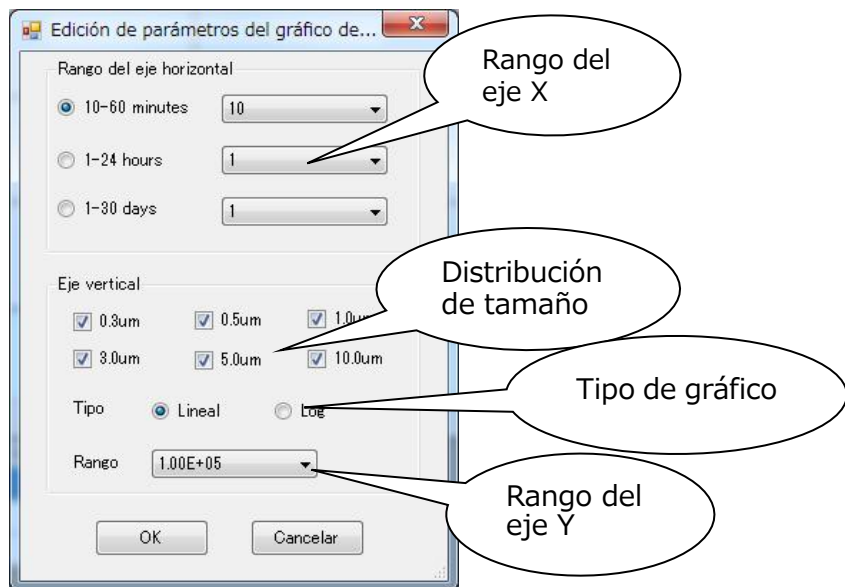 Edición de parámetros del gráfico de...
Rango del eje horizontal
10-60 minutes 10
1-24 hours 1
1-30 days 1
Rango del
eje X
Eje vertical
0.3um 0.5um 1.0u
3.0um 5.0um 10.0um
Distribución
de tamaño
Tipo Lineal Log
Tipo de gráfico
Rango 1.00E+05
Rango del
eje Y
OK Cancelar